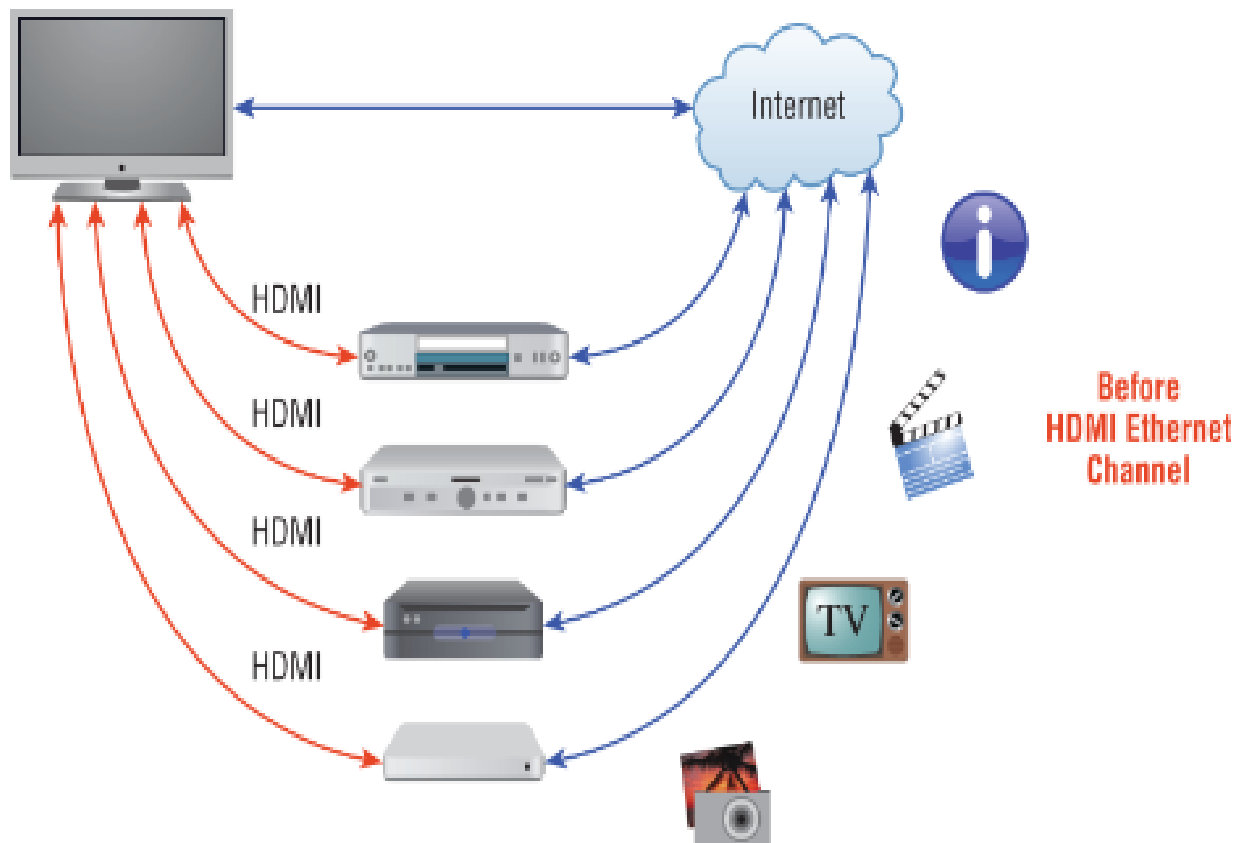 Internet
HDMI
HDMI
HDMI
HDMI
Before
HDMI Ethernet
Channel
TV